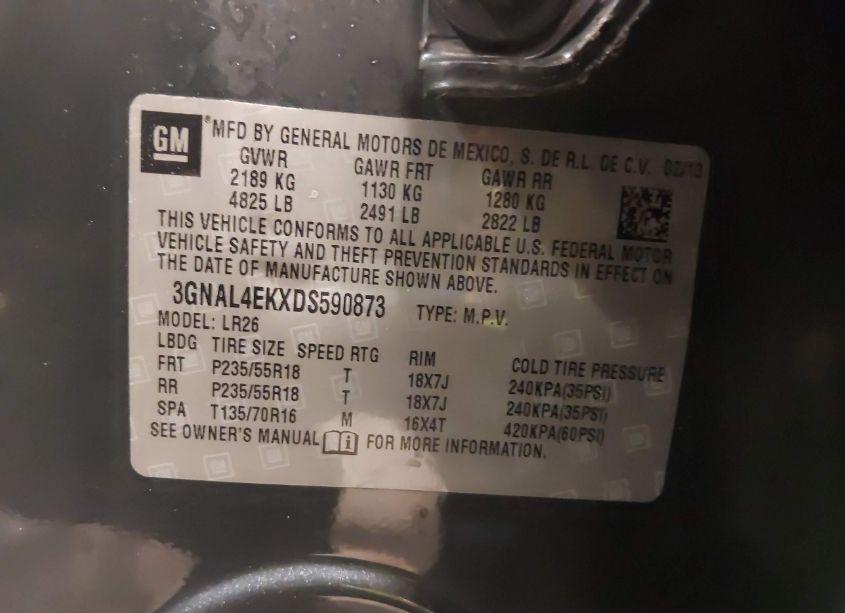 GM
*MFD BY GENERAL MOTORS DE MEXICO, S. DE R.L. DE C.V. 02/13
GVWR GAWR FRT GAWR RR
2189 KG 1130 KG 1280 KG
4825 LB 2491 LB 2822 LB
THIS VEHICLE CONFORMS TO ALL APPLICABLE U.S. FEDERAL MOTOR
VEHICLE SAFETY AND THEFT PREVENTION STANDARDS IN EFFECT ON
THE DATE OF MANUFACTURE SHOWN ABOVE.
3GNAL4EKXDS590873 TYPE: M.P.V.
MODEL: LR26
LBDG TIRE SIZE SPEED RTG RIM COLD TIRE PRESSURE
FRT P235/55R18 T 18X7J 240KPA(35PSI)
RR P235/55R18 T 18X7J 240KPA(35PSI)
SPA T135/70R16 M 16X4T 420KPA(60PSI)
SEE OWNER'S MANUAL FOR MORE INFORMATION.